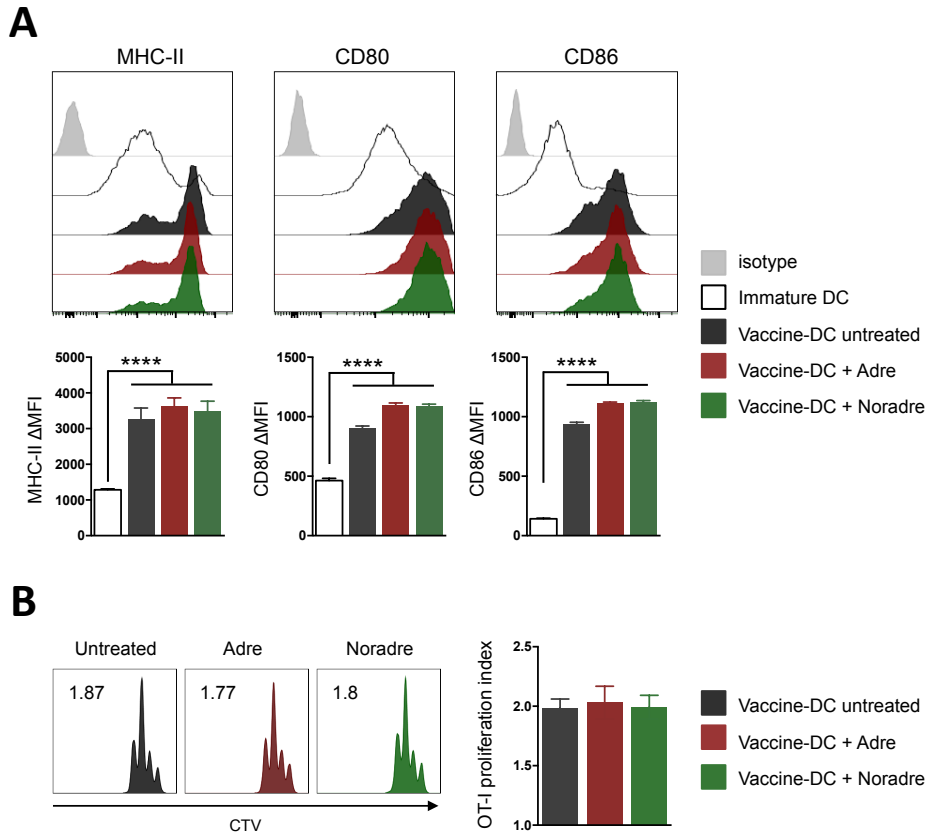 A
MHC-II CD80 CD86
isotype
Immature DC
Vaccine-DC untreated
Vaccine-DC + Adre
Vaccine-DC + Noradre
MHC-II ΔMFI
5000
4000
3000
2000
1000
0
****
CD80 ΔMFI
1500
1000
500
0
****
CD86 ΔMFI
1500
1000
500
0
****
B
Untreated Adre Noradre
1.87 1.77 1.8
CTV
OT-I proliferation index
2.5
2.0
1.5
1.0
Vaccine-DC untreated
Vaccine-DC + Adre
Vaccine-DC + Noradre